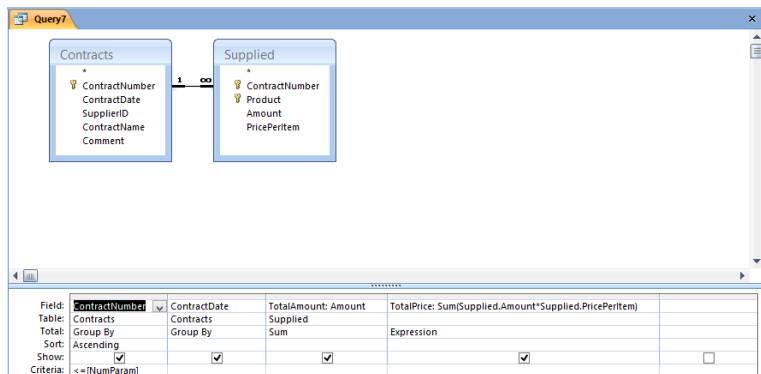 Query7
Contracts
*
ContractNumber
ContractDate
SupplierID
ContractName
Comment
1 ∞
Supplied
*
ContractNumber
Product
Amount
PricePerItem
Field: ContractNumber ContractDate TotalAmount: Amount TotalPrice: Sum(Supplied.Amount*Supplied.PricePerItem)
Table: Contracts Contracts Supplied
Total: Group By Group By Sum Expression
Sort: Ascending
Show:
Criteria: <=[NumParam]